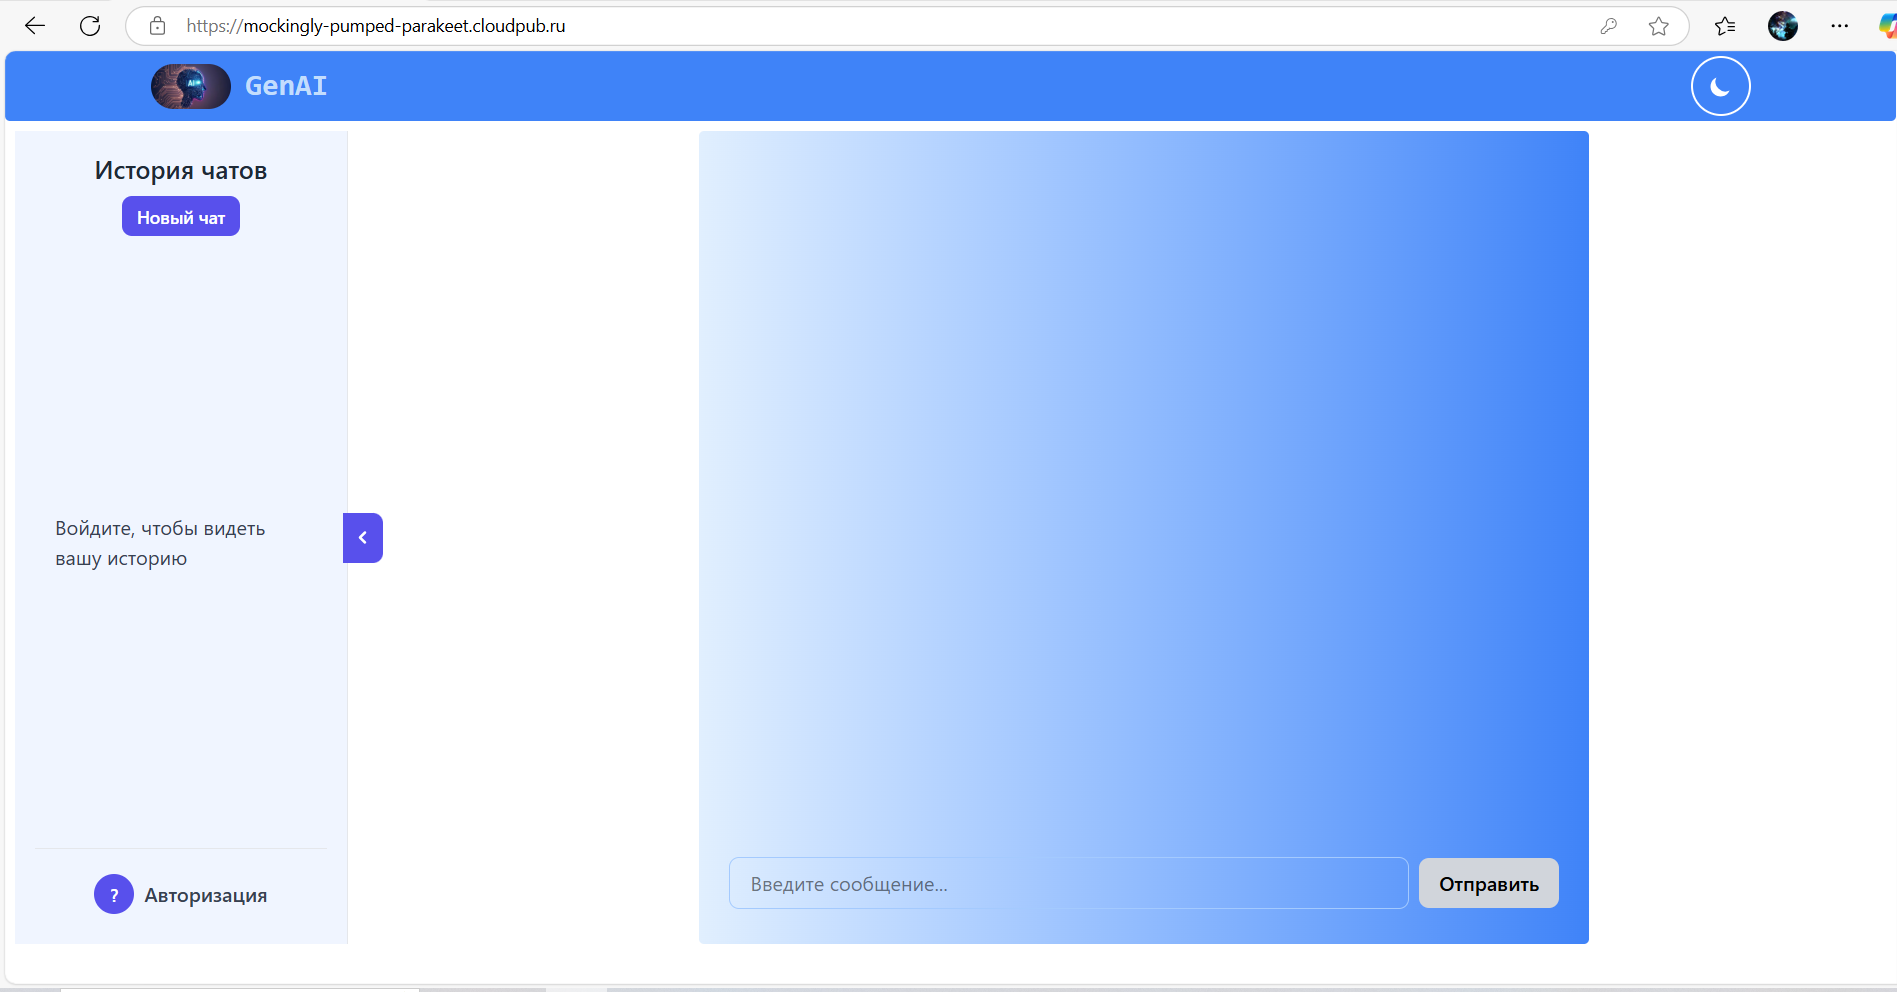 https://mockingly-pumped-parakeet.cloudpub.ru
AI
GenAI
История чатов
Новый чат
Войдите, чтобы видеть
вашу историю
? Авторизация
Введите сообщение...
Отправить